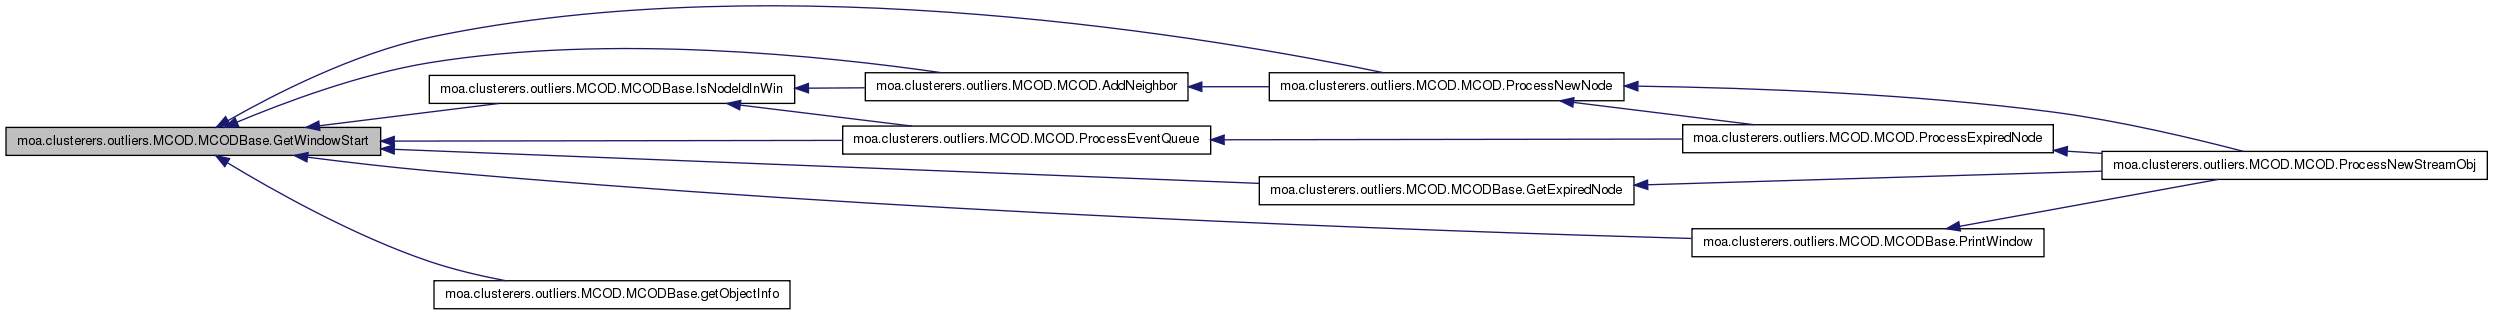 moa.clusterers.outliers.MCOD.MCODBase.GetWindowStart
moa.clusterers.outliers.MCOD.MCODBase.IsNodeIdInWin
moa.clusterers.outliers.MCOD.MCOD.AddNeighbor
moa.clusterers.outliers.MCOD.MCOD.ProcessNewNode
moa.clusterers.outliers.MCOD.MCOD.ProcessEventQueue
moa.clusterers.outliers.MCOD.MCOD.ProcessExpiredNode
moa.clusterers.outliers.MCOD.MCOD.ProcessNewStreamObj
moa.clusterers.outliers.MCOD.MCODBase.GetExpiredNode
moa.clusterers.outliers.MCOD.MCODBase.PrintWindow
moa.clusterers.outliers.MCOD.MCODBase.getObjectInfo